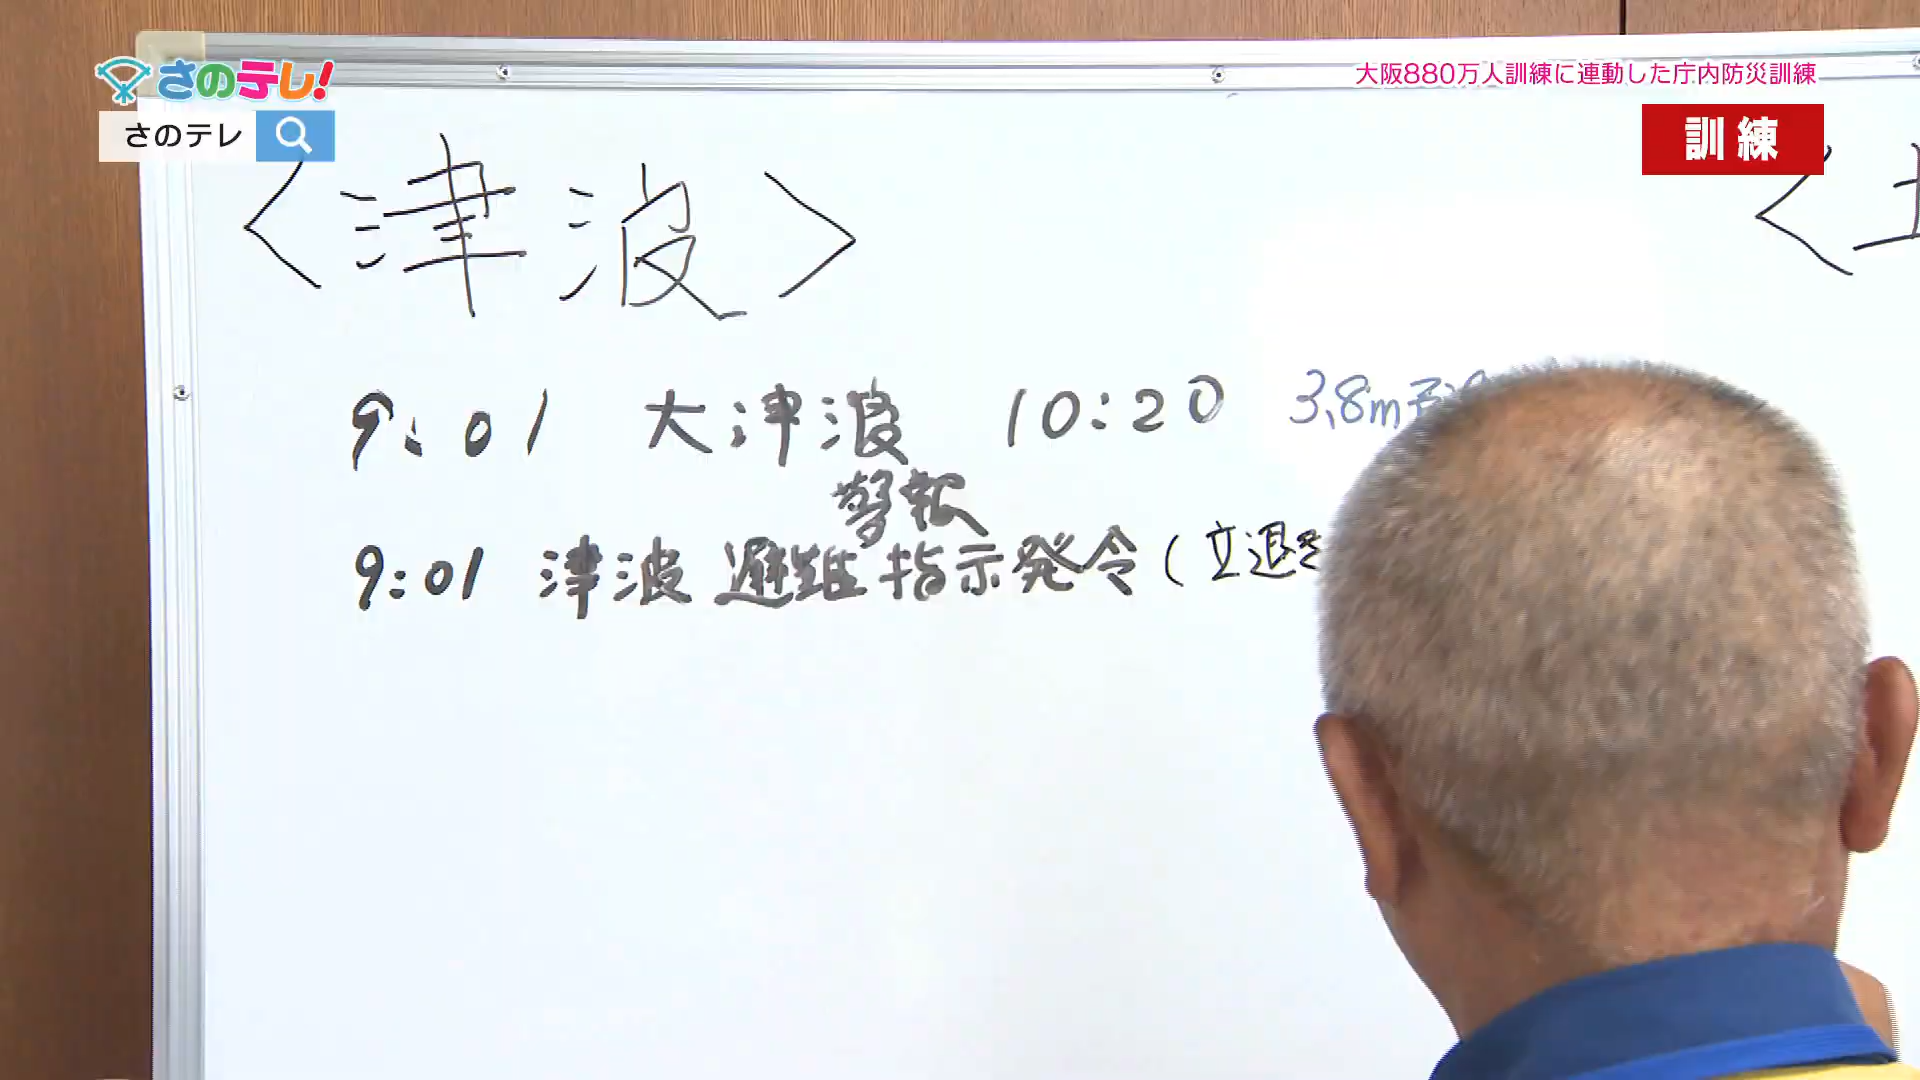 さのテレ!
さのテレ
大阪880万人訓練に連動した庁内防災訓練
訓練
<津波>
<
9:01 大津波 10:20 3.8m
警報
9:01 津波 避難指示発令(立退き